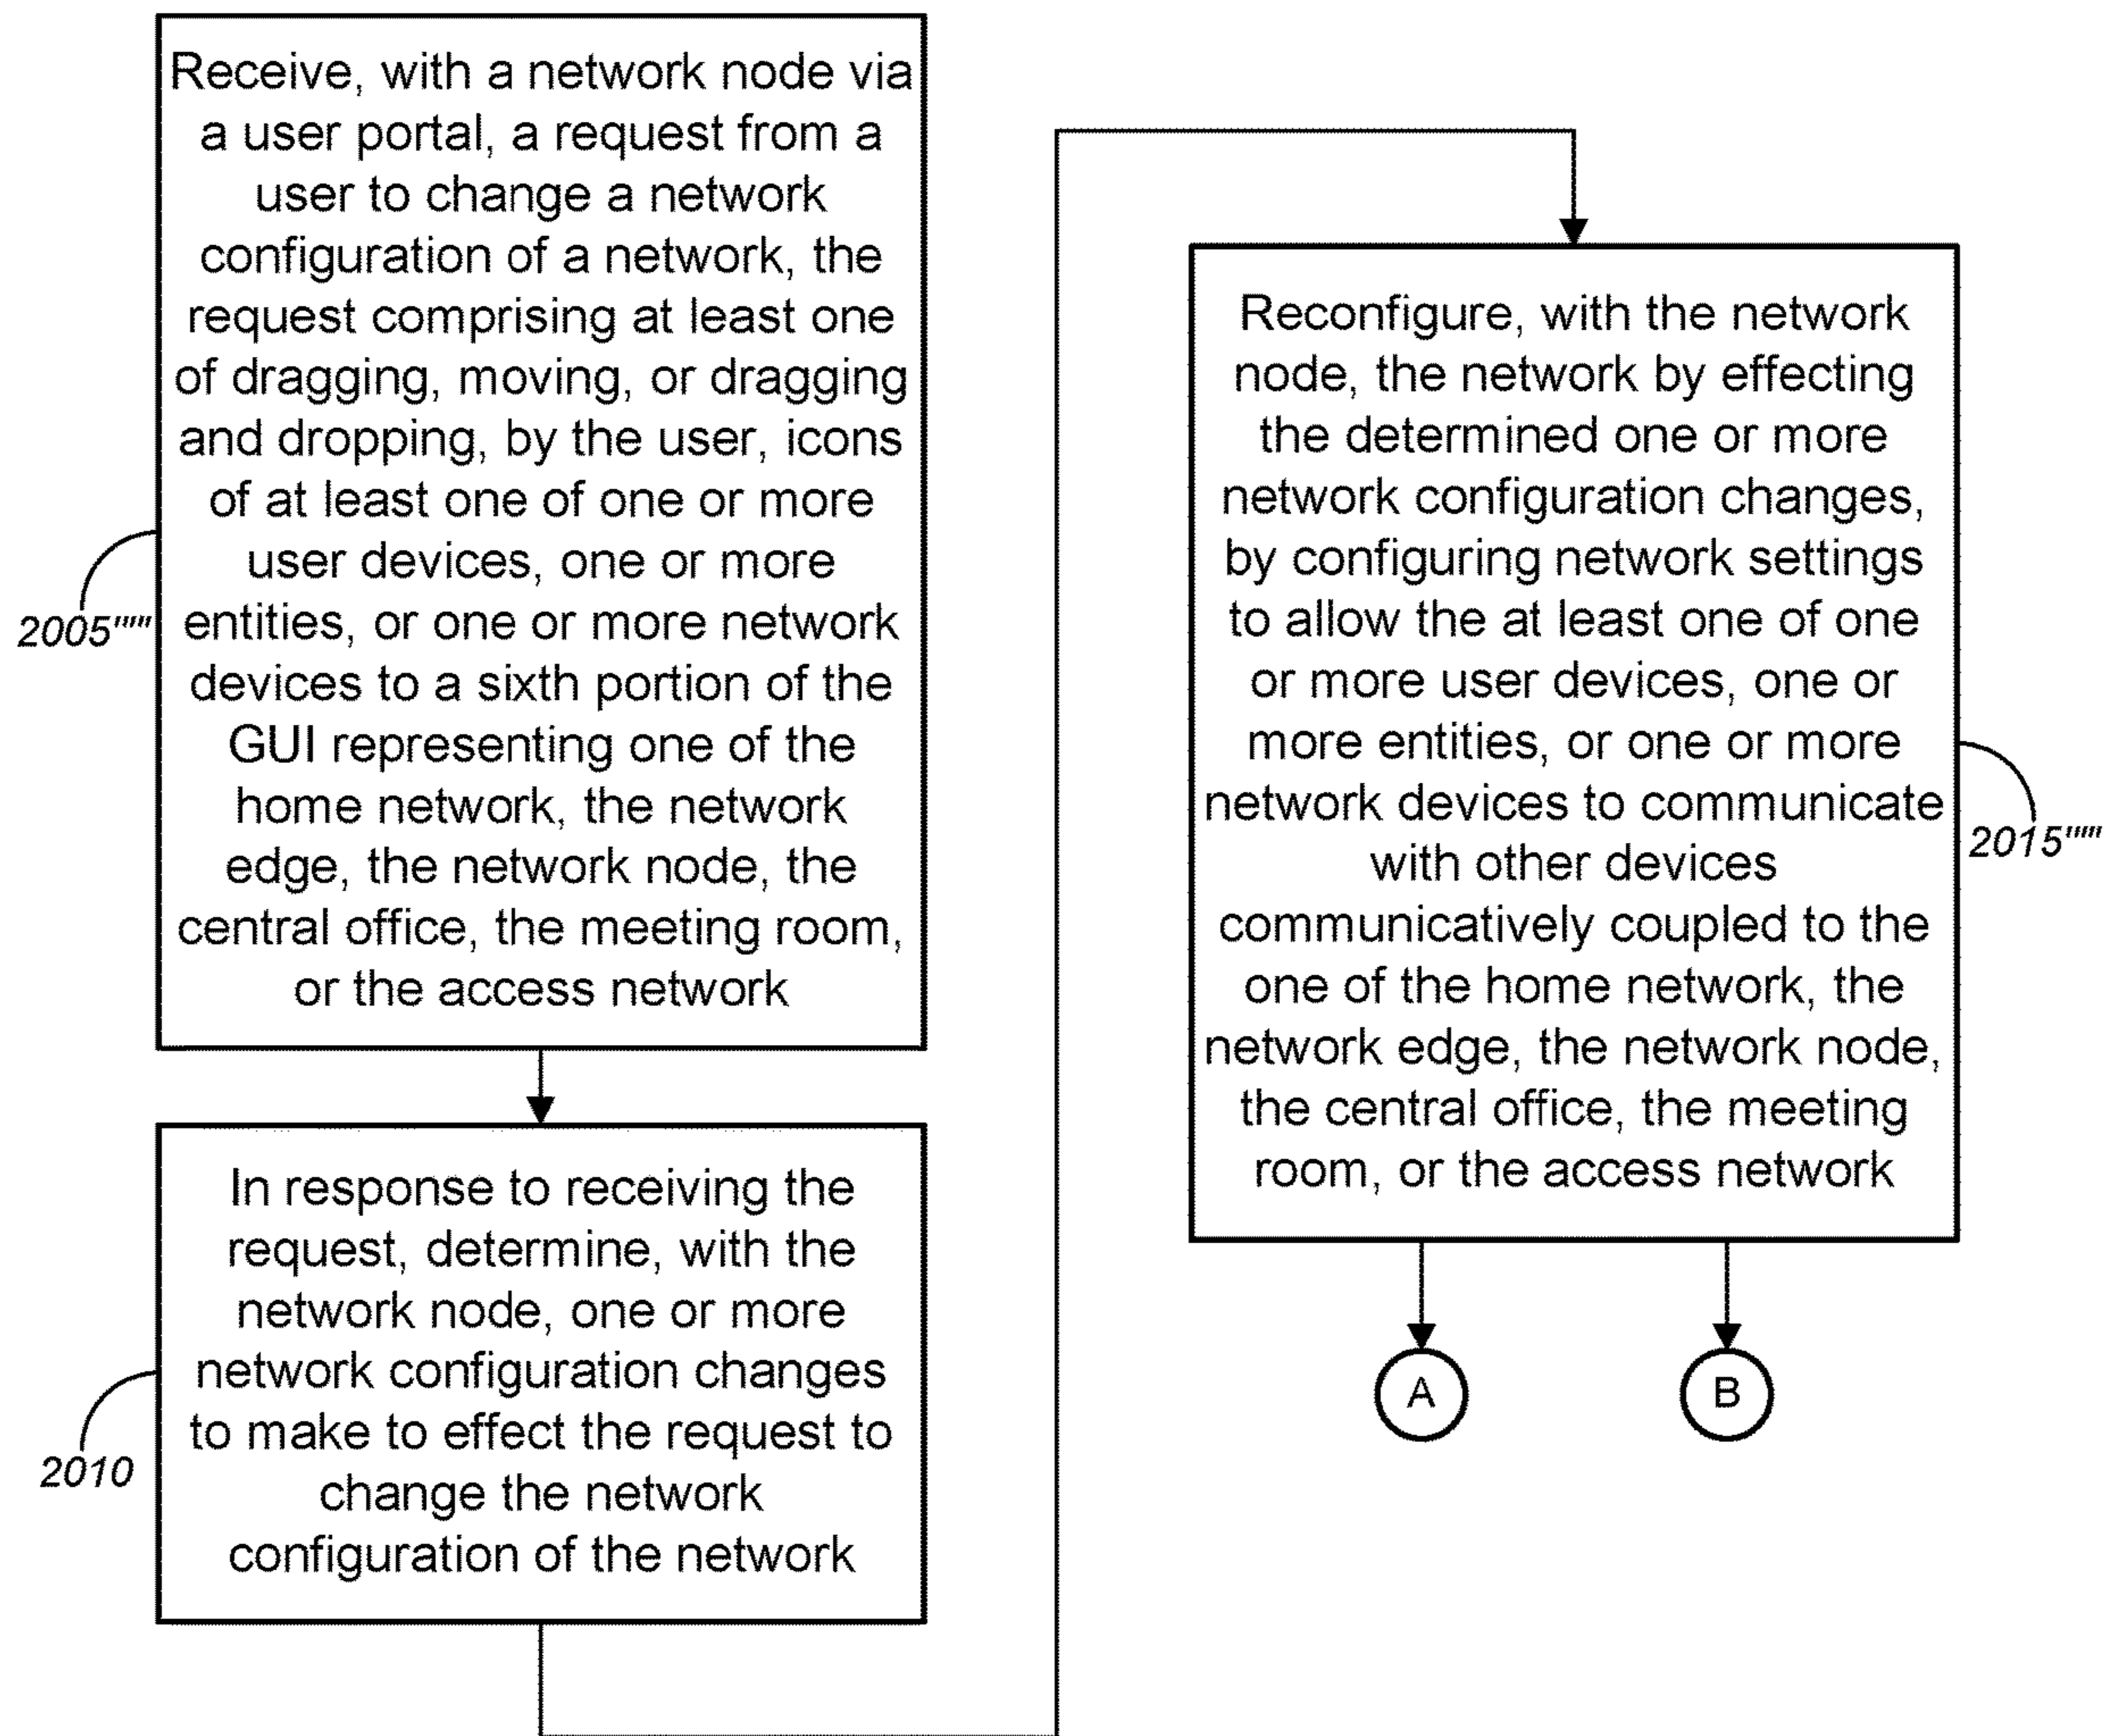 Receive, with a network node via
a user portal, a request from a
user to change a network
configuration of a network, the
request comprising at least one
of dragging, moving, or dragging
and dropping, by the user, icons
of at least one of one or more
user devices, one or more
entities, or one or more network
devices to a sixth portion of the
GUI representing one of the
home network, the network
edge, the network node, the
central office, the meeting room,
or the access network
2005'''''
In response to receiving the
request, determine, with the
network node, one or more
network configuration changes
to make to effect the request to
change the network
configuration of the network
2010
Reconfigure, with the network
node, the network by effecting
the determined one or more
network configuration changes,
by configuring network settings
to allow the at least one of one
or more user devices, one or
more entities, or one or more
network devices to communicate
with other devices
communicatively coupled to the
one of the home network, the
network edge, the network node,
the central office, the meeting
room, or the access network
2015'''''
A
B